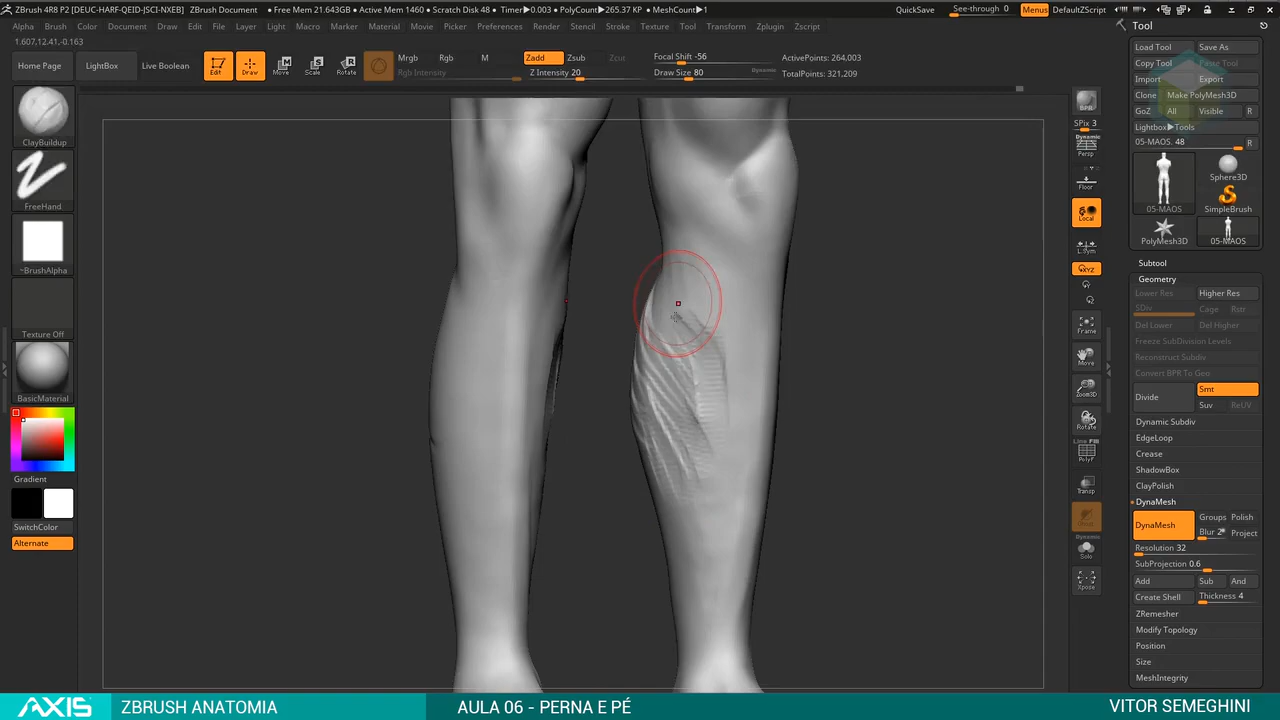 ZBrush 4R8 P2 [DEUC-HARF-QEID-JSCI-NXEB]   ZBrush Document   • Free Mem 21.643GB • Active Mem 1460 • Scratch Disk 48 • Timer▶0.003 • PolyCount▶265.37 KP • MeshCount▶1
QuickSave See-through 0 Menus DefaultZScript
Alpha Brush Color Document Draw Edit File Layer Light Macro Marker Material Movie Picker Preferences Render Stencil Stroke Texture Tool Transform Zplugin Zscript
1.607,12.41,-0.163
Home Page LightBox Live Boolean
Edit Draw Move Scale Rotate
Mrgb Rgb M
Rgb Intensity
Zadd Zsub Zcut
Z Intensity 20
Focal Shift -56
Draw Size 80 Dynamic
ActivePoints: 264,003
TotalPoints: 321,209
ClayBuildup
FreeHand
~BrushAlpha
Texture Off
BasicMaterial
Gradient
SwitchColor
Alternate
BPR
SPix 3
Dynamic
Persp
Floor
Local
L.Sym
XYZ
Frame
Move
Zoom3D
Rotate
Line Fill
PolyF
Transp
Dynamic
Solo
Xpose
Tool
Load Tool Save As
Copy Tool Paste Tool
Import Export
Clone Make PolyMesh3D
GoZ All Visible R
Lightbox▶Tools
05-MAOS. 48 R
05-MAOS
Sphere3D
SimpleBrush
PolyMesh3D
05-MAOS
Subtool
Geometry
Lower Res Higher Res
SDiv Cage Rstr
Del Lower Del Higher
Freeze SubDivision Levels
Reconstruct Subdiv
Convert BPR To Geo
Divide Smt
Suv ReUV
Dynamic Subdiv
EdgeLoop
Crease
ShadowBox
ClayPolish
DynaMesh
DynaMesh Groups Polish
Blur 2 Project
Resolution 32
SubProjection 0.6
Add Sub And
Create Shell Thickness 4
ZRemesher
Modify Topology
Position
Size
MeshIntegrity
AXIS ZBRUSH ANATOMIA AULA 06 - PERNA E PÉ VITOR SEMEGHINI